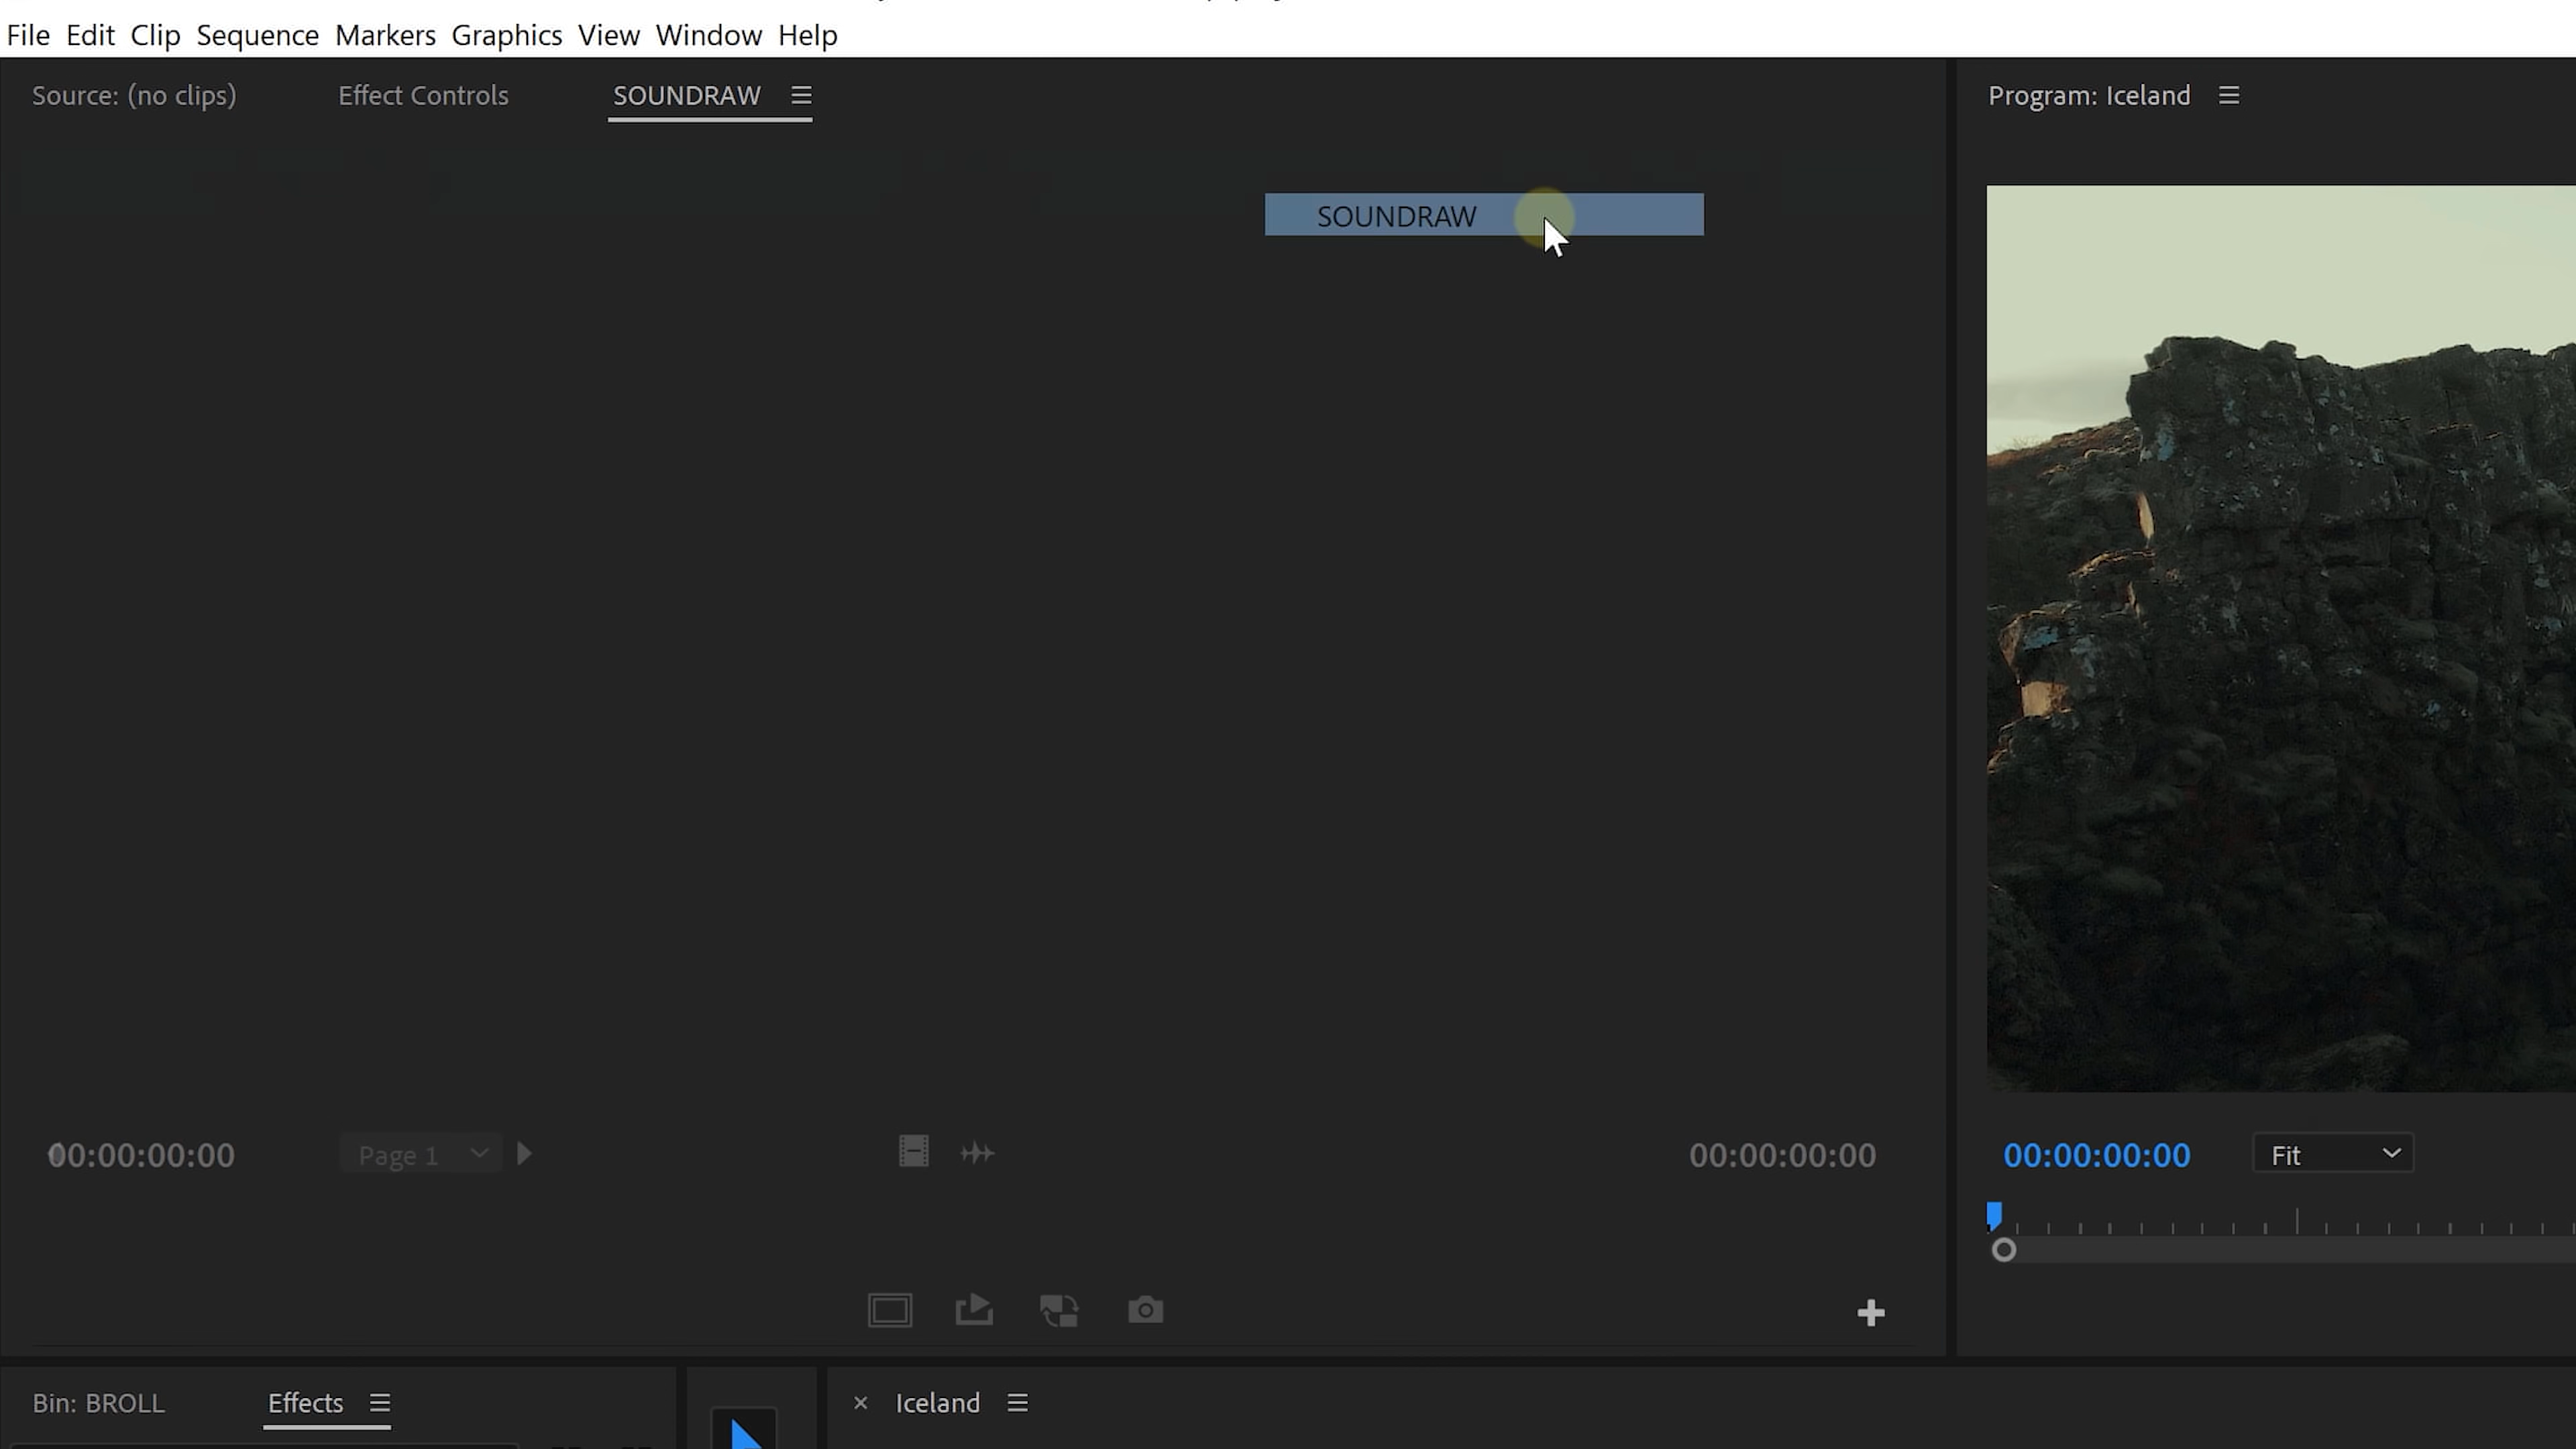 File Edit Clip Sequence Markers Graphics View Window Help
Source: (no clips) Effect Controls SOUNDRAW Program: Iceland
SOUNDRAW
00:00:00:00 Page 1 00:00:00:00 00:00:00:00 Fit
Bin: BROLL Effects Iceland